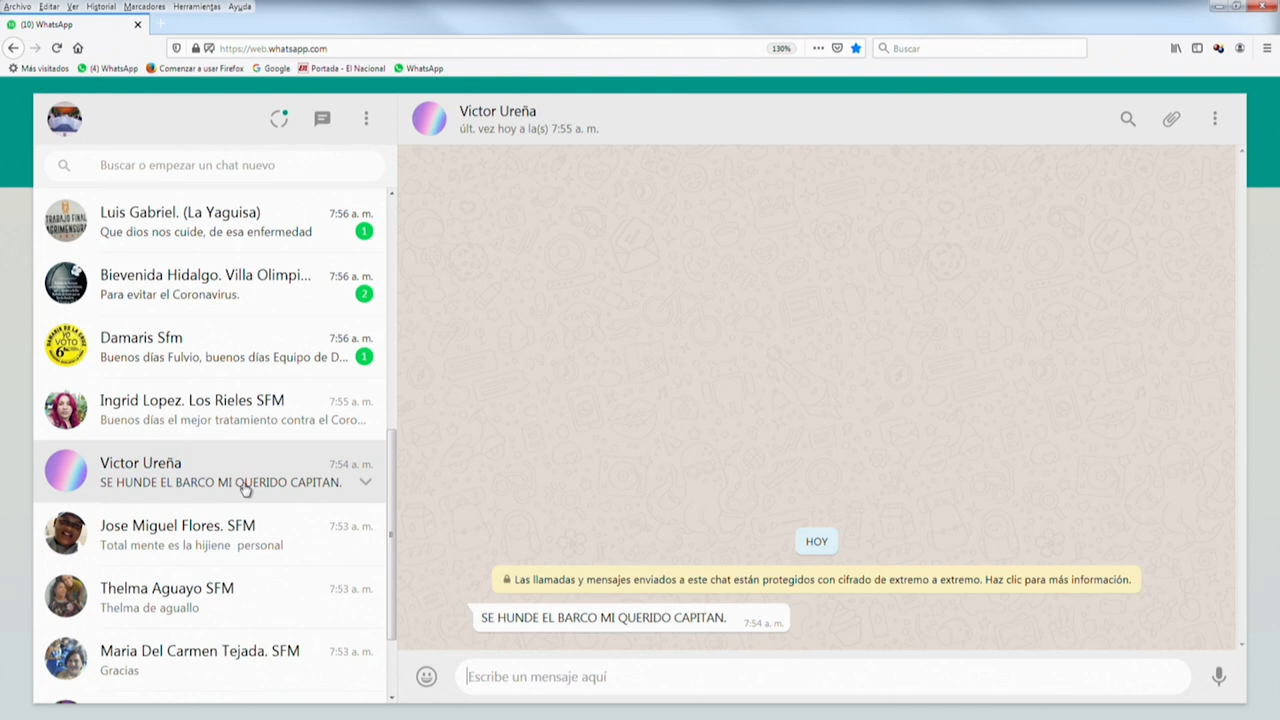 Archivo Editar Ver Historial Marcadores Herramientas Ayuda
(10) WhatsApp
https://web.whatsapp.com
130%
Buscar
Más visitados
(4) WhatsApp
Comenzar a usar Firefox
Google
Portada - El Nacional
WhatsApp
Buscar o empezar un chat nuevo
Luis Gabriel. (La Yaguisa) 7:56 a. m.
Que dios nos cuide, de esa enfermedad 1
Bievenida Hidalgo. Villa Olimpi... 7:56 a. m.
Para evitar el Coronavirus. 2
Damaris Sfm 7:56 a. m.
Buenos días Fulvio, buenos días Equipo de D... 1
Ingrid Lopez. Los Rieles SFM 7:55 a. m.
Buenos días el mejor tratamiento contra el Coro...
Victor Ureña 7:54 a. m.
SE HUNDE EL BARCO MI QUERIDO CAPITAN.
Jose Miguel Flores. SFM 7:53 a. m.
Total mente es la hijiene personal
Thelma Aguayo SFM 7:53 a. m.
Thelma de aguallo
Maria Del Carmen Tejada. SFM 7:53 a. m.
Gracias
TRABAJO FINAL
AGRIMENSURA
YO
VOTO
6
Victor Ureña
últ. vez hoy a la(s) 7:55 a. m.
HOY
Las llamadas y mensajes enviados a este chat están protegidos con cifrado de extremo a extremo. Haz clic para más información.
SE HUNDE EL BARCO MI QUERIDO CAPITAN. 7:54 a. m.
Escribe un mensaje aquí